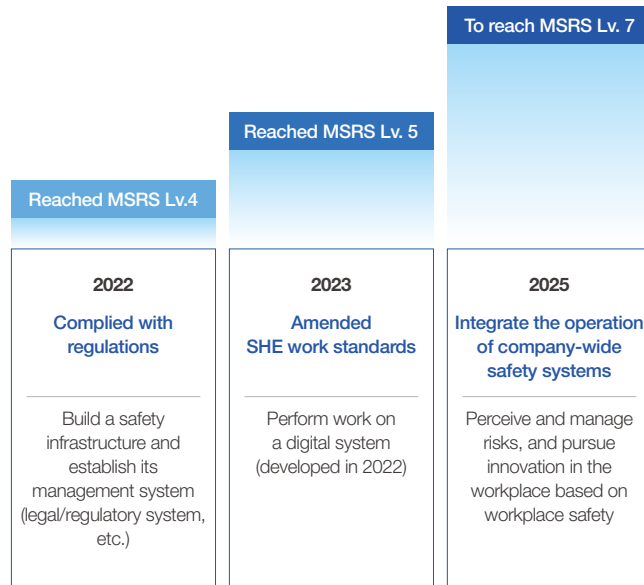 To reach MSRS Lv. 7
Reached MSRS Lv. 5
Reached MSRS Lv.4
2022
Complied with
regulations
Build a safety
infrastructure and
establish its
management system
(legal/regulatory system,
etc.)
2023
Amended
SHE work standards
Perform work on
a digital system
(developed in 2022)
2025
Integrate the operation
of company-wide
safety systems
Perceive and manage
risks, and pursue
innovation in the
workplace based on
workplace safety